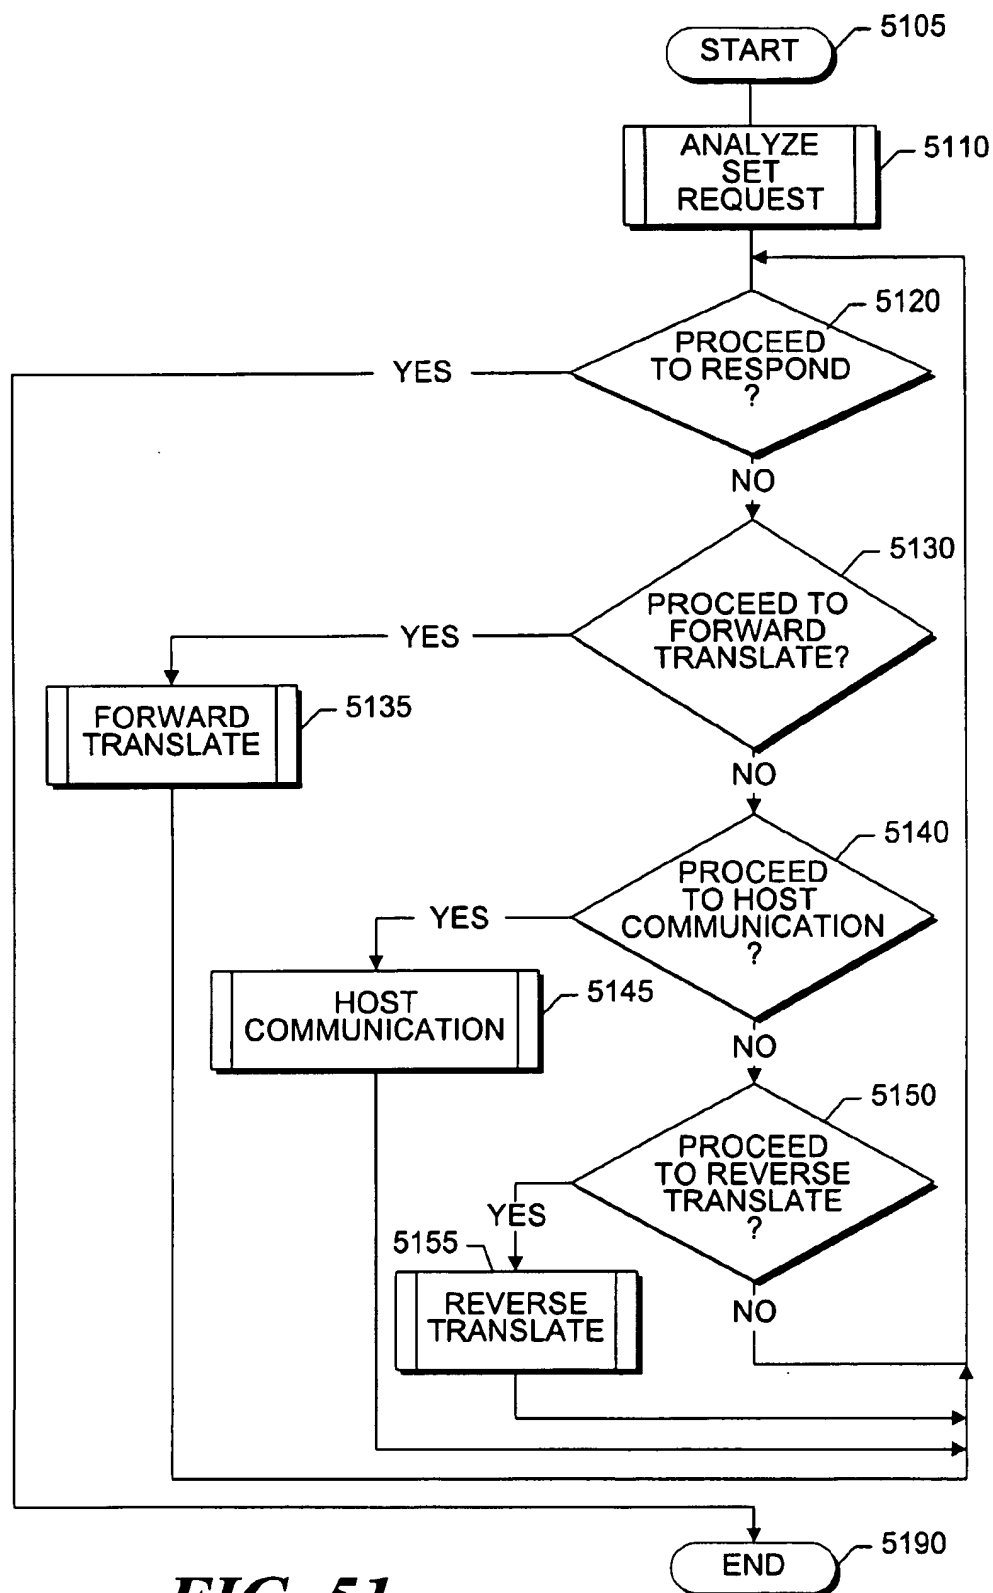 START
5105
ANALYZE
SET
REQUEST
5110
5120
PROCEED
TO RESPOND
?
YES
NO
5130
PROCEED TO
FORWARD
TRANSLATE?
YES
FORWARD
TRANSLATE
5135
NO
5140
PROCEED
TO HOST
COMMUNICATION
?
YES
HOST
COMMUNICATION
5145
NO
5150
PROCEED
TO REVERSE
TRANSLATE
?
YES
5155
REVERSE
TRANSLATE
NO
END
5190
FIG. 51